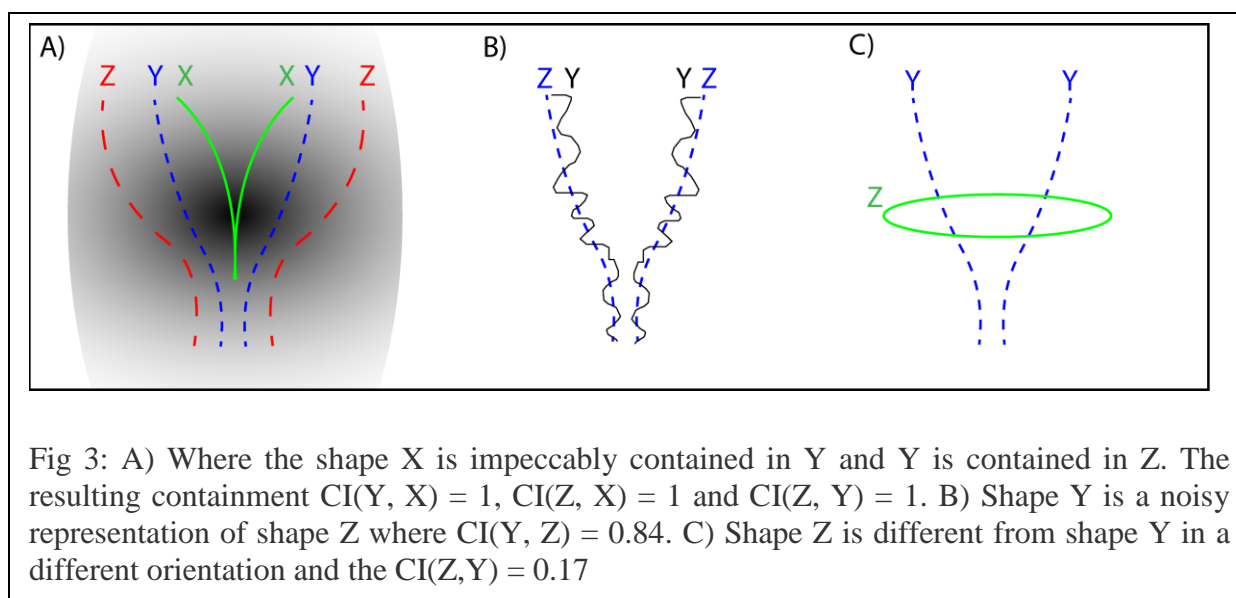 A)
Z Y X X Y Z
B)
Z Y Y Z
C)
Y Y
Z
Fig 3: A) Where the shape X is impeccably contained in Y and Y is contained in Z. The
resulting containment CI(Y, X) = 1, CI(Z, X) = 1 and CI(Z, Y) = 1. B) Shape Y is a noisy
representation of shape Z where CI(Y, Z) = 0.84. C) Shape Z is different from shape Y in a
different orientation and the CI(Z,Y) = 0.17